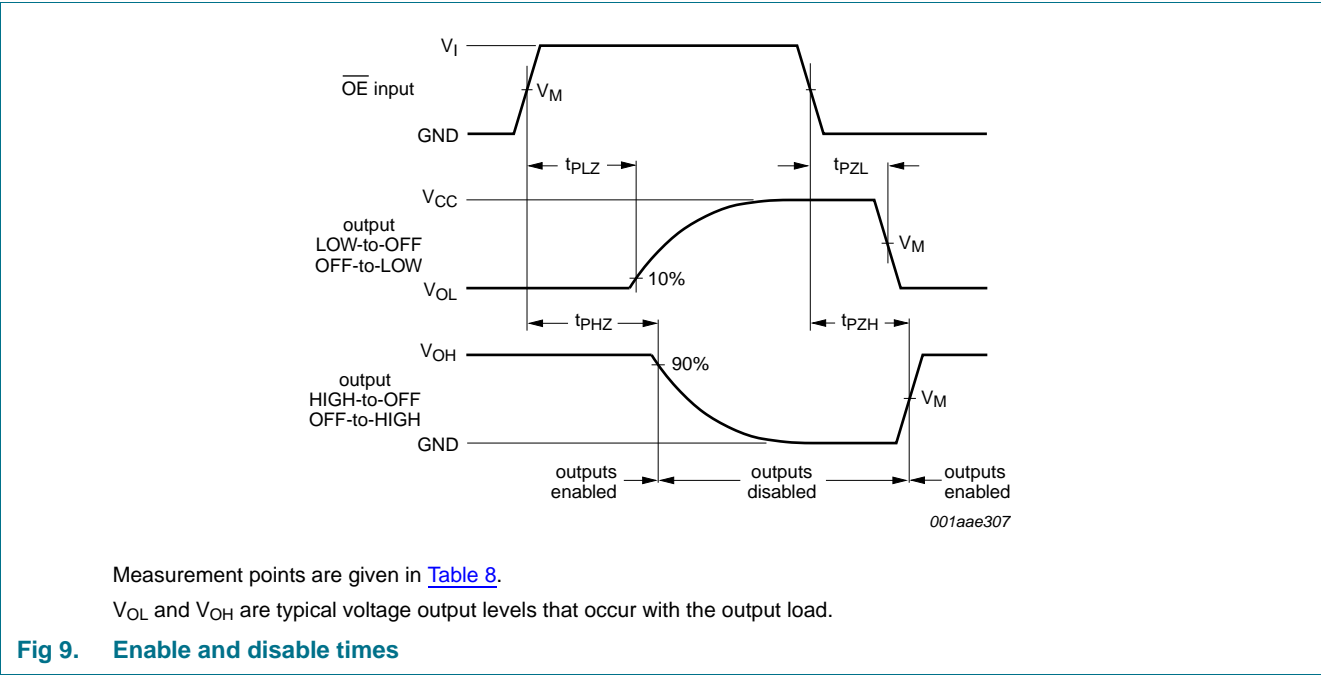 VI
OE input
VM
GND
tPLZ
tPZL
VCC
output
LOW-to-OFF
OFF-to-LOW
VM
10%
VOL
tPHZ
tPZH
VOH
90%
output
HIGH-to-OFF
OFF-to-HIGH
VM
GND
outputs
enabled
outputs
disabled
outputs
enabled
001aae307
Measurement points are given in Table 8.
VOL and VOH are typical voltage output levels that occur with the output load.
Fig 9. Enable and disable times